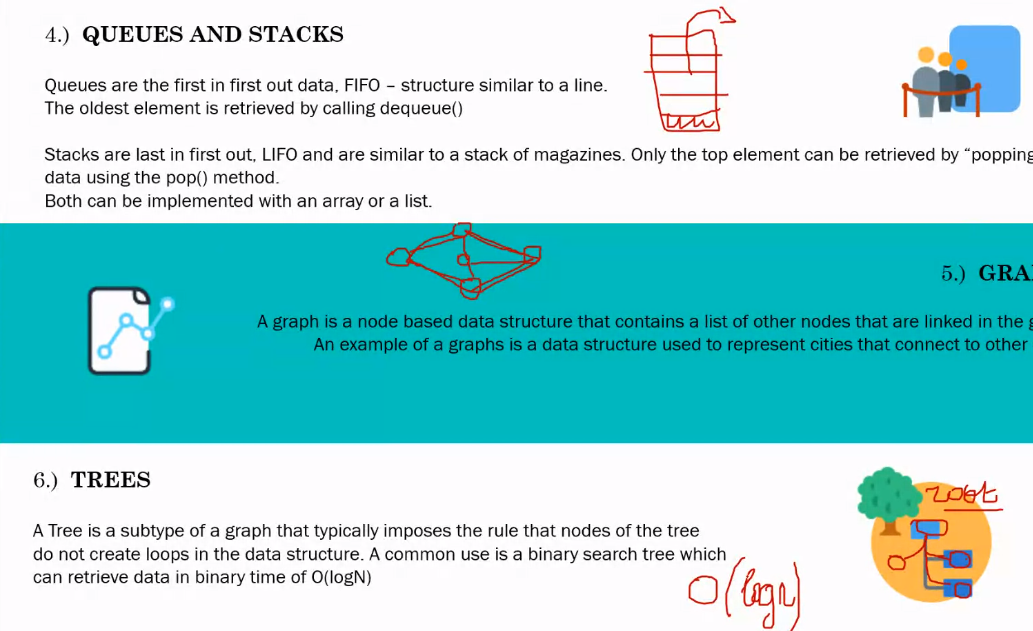 4.) QUEUES AND STACKS
Queues are the first in first out data, FIFO – structure similar to a line.
The oldest element is retrieved by calling dequeue()
Stacks are last in first out, LIFO and are similar to a stack of magazines. Only the top element can be retrieved by “popping
data using the pop() method.
Both can be implemented with an array or a list.
5.) GRA
A graph is a node based data structure that contains a list of other nodes that are linked in the g
An example of a graphs is a data structure used to represent cities that connect to other
6.) TREES
root
A Tree is a subtype of a graph that typically imposes the rule that nodes of the tree
do not create loops in the data structure. A common use is a binary search tree which
can retrieve data in binary time of O(logN)
O(logn)